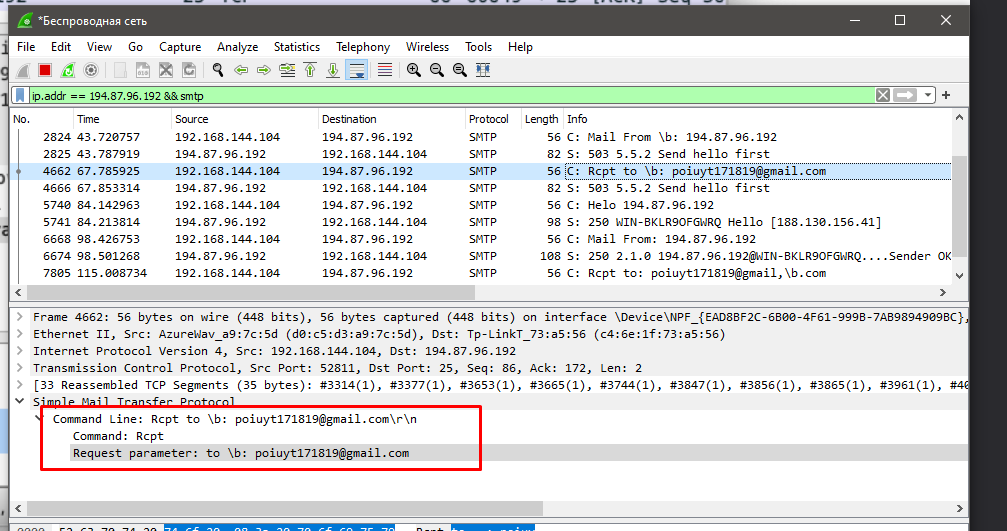 *Беспроводная сеть
File Edit View Go Capture Analyze Statistics Telephony Wireless Tools Help
ip.addr == 194.87.96.192 && smtp
No. Time Source Destination Protocol Length Info
2824 43.720757 192.168.144.104 194.87.96.192 SMTP 56 C: Mail From \b: 194.87.96.192
2825 43.787919 194.87.96.192 192.168.144.104 SMTP 82 S: 503 5.5.2 Send hello first
4662 67.785925 192.168.144.104 194.87.96.192 SMTP 56 C: Rcpt to \b: poiuyt171819@gmail.com
4666 67.853314 194.87.96.192 192.168.144.104 SMTP 82 S: 503 5.5.2 Send hello first
5740 84.142963 192.168.144.104 194.87.96.192 SMTP 56 C: Helo 194.87.96.192
5741 84.213814 194.87.96.192 192.168.144.104 SMTP 98 S: 250 WIN-BKLR9OFGWRQ Hello [188.130.156.41]
6668 98.426753 192.168.144.104 194.87.96.192 SMTP 56 C: Mail From: 194.87.96.192
6674 98.501268 194.87.96.192 192.168.144.104 SMTP 108 S: 250 2.1.0 194.87.96.192@WIN-BKLR9OFGWRQ....Sender OK
7805 115.008734 192.168.144.104 194.87.96.192 SMTP 56 C: Rcpt to: poiuyt171819@gmail,\b.com
Frame 4662: 56 bytes on wire (448 bits), 56 bytes captured (448 bits) on interface \Device\NPF_{EAD8BF2C-6B00-4F61-999B-7AB9894909BC},
Ethernet II, Src: AzureWav_a9:7c:5d (d0:c5:d3:a9:7c:5d), Dst: Tp-LinkT_73:a5:56 (c4:6e:1f:73:a5:56)
Internet Protocol Version 4, Src: 192.168.144.104, Dst: 194.87.96.192
Transmission Control Protocol, Src Port: 52811, Dst Port: 25, Seq: 86, Ack: 172, Len: 2
[33 Reassembled TCP Segments (35 bytes): #3314(1), #3377(1), #3653(1), #3665(1), #3744(1), #3847(1), #3856(1), #3865(1), #3961(1),
Simple Mail Transfer Protocol
Command Line: Rcpt to \b: poiuyt171819@gmail.com\r\n
Command: Rcpt
Request parameter: to \b: poiuyt171819@gmail.com